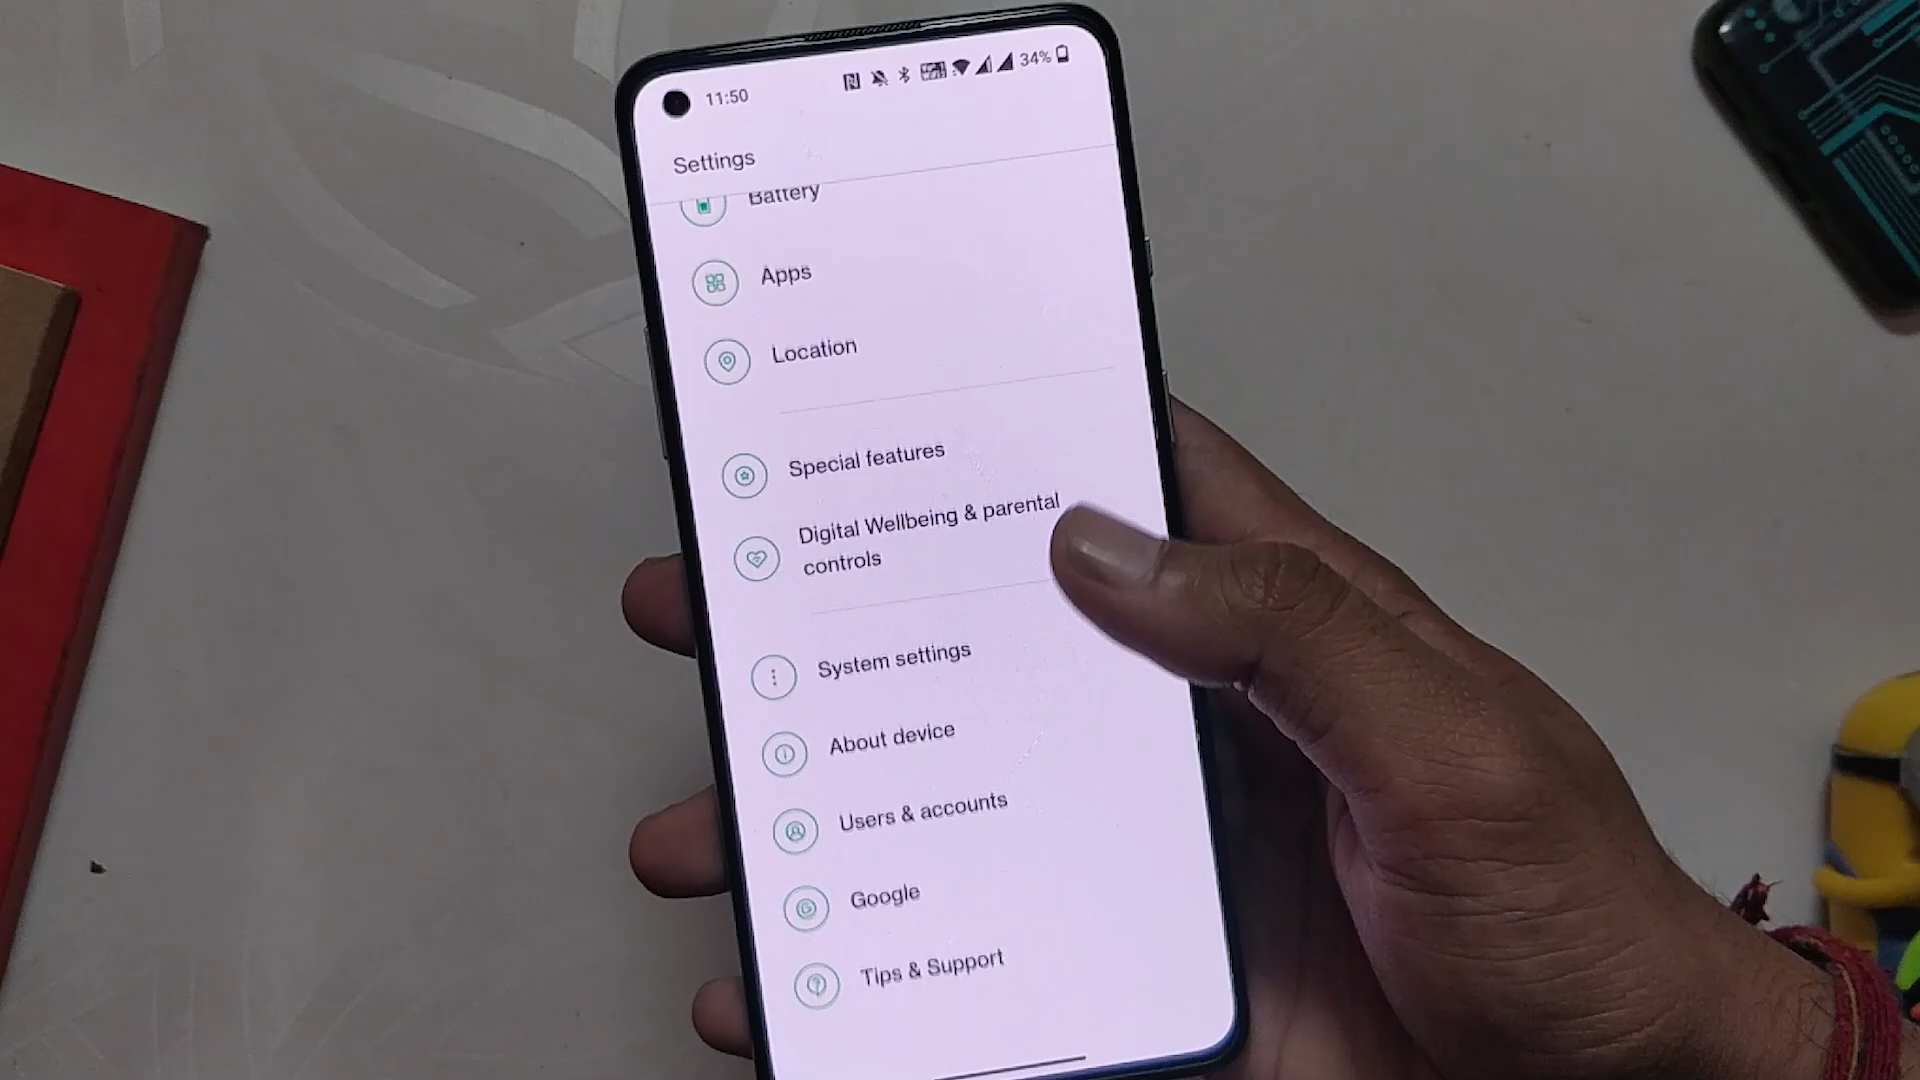 11:50
34%
Settings
Battery
Apps
Location
Special features
Digital Wellbeing & parental
controls
System settings
About device
Users & accounts
Google
Tips & Support